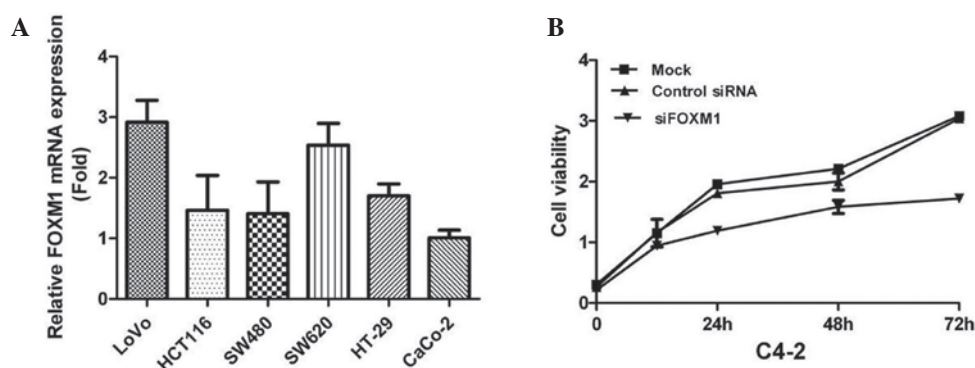 A
Relative FOXM1 mRNA expression
(Fold)
4
3
2
1
0
LoVo
HCT116
SW480
SW620
HT-29
CaCo-2
B
Cell viability
4
3
2
1
0
Mock
Control siRNA
siFOXM1
0
24h
48h
72h
C4-2